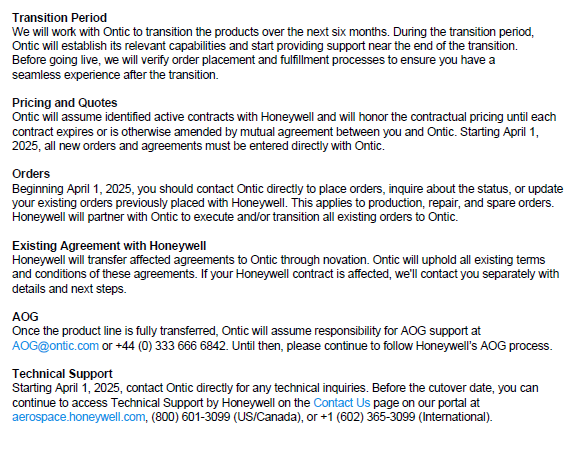 Transition Period
We will work with Ontic to transition the products over the next six months. During the transition period,
Ontic will establish its relevant capabilities and start providing support near the end of the transition.
Before going live, we will verify order placement and fulfillment processes to ensure you have a
seamless experience after the transition.
Pricing and Quotes
Ontic will assume identified active contracts with Honeywell and will honor the contractual pricing until each
contract expires or is otherwise amended by mutual agreement between you and Ontic. Starting April 1,
2025, all new orders and agreements must be entered directly with Ontic.
Orders
Beginning April 1, 2025, you should contact Ontic directly to place orders, inquire about the status, or update
your existing orders previously placed with Honeywell. This applies to production, repair, and spare orders.
Honeywell will partner with Ontic to execute and/or transition all existing orders to Ontic.
Existing Agreement with Honeywell
Honeywell will transfer affected agreements to Ontic through novation. Ontic will uphold all existing terms
and conditions of these agreements. If your Honeywell contract is affected, we'll contact you separately with
details and next steps.
AOG
Once the product line is fully transferred, Ontic will assume responsibility for AOG support at
AOG@ontic.com or +44 (0) 333 666 6842. Until then, please continue to follow Honeywell's AOG process.
Technical Support
Starting April 1, 2025, contact Ontic directly for any technical inquiries. Before the cutover date, you can
continue to access Technical Support by Honeywell on the Contact Us page on our portal at
aerospace.honeywell.com, (800) 601-3099 (US/Canada), or +1 (602) 365-3099 (International).